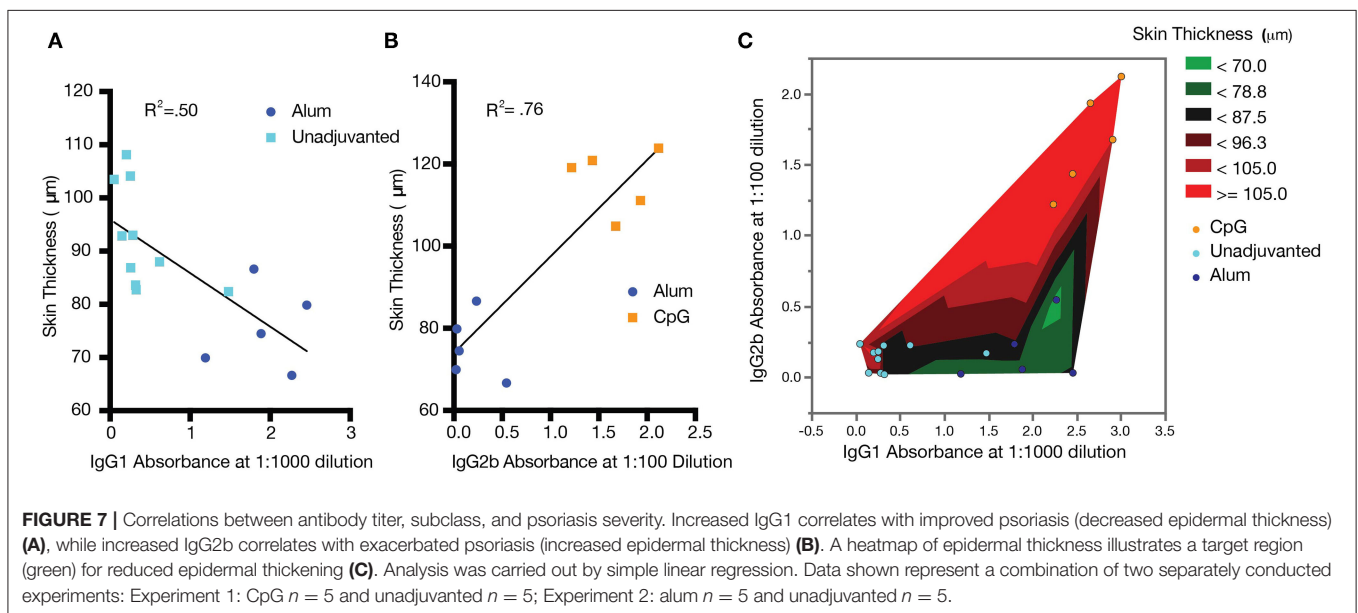 A
B
C
Skin Thickness ( µm)
120
110
100
90
80
70
60
R²=.50
Alum
Unadjuvanted
0
1
2
3
IgG1 Absorbance at 1:1000 dilution
Skin Thickness ( µm)
140
120
100
80
60
R²= .76
Alum
CpG
0.0
0.5
1.0
1.5
2.0
2.5
IgG2b Absorbance at 1:100 Dilution
IgG2b Absorbance at 1:100 dilution
2.0
1.5
1.0
0.5
0.0
-0.5
0.0
0.5
1.0
1.5
2.0
2.5
3.0
3.5
IgG1 Absorbance at 1:1000 dilution
Skin Thickness (µm)
< 70.0
< 78.8
< 87.5
< 96.3
< 105.0
>= 105.0
CpG
Unadjuvanted
Alum
FIGURE 7 | Correlations between antibody titer, subclass, and psoriasis severity. Increased IgG1 correlates with improved psoriasis (decreased epidermal thickness)
(A), while increased IgG2b correlates with exacerbated psoriasis (increased epidermal thickness) (B). A heatmap of epidermal thickness illustrates a target region
(green) for reduced epidermal thickening (C). Analysis was carried out by simple linear regression. Data shown represent a combination of two separately conducted
experiments: Experiment 1: CpG n = 5 and unadjuvanted n = 5; Experiment 2: alum n = 5 and unadjuvanted n = 5.